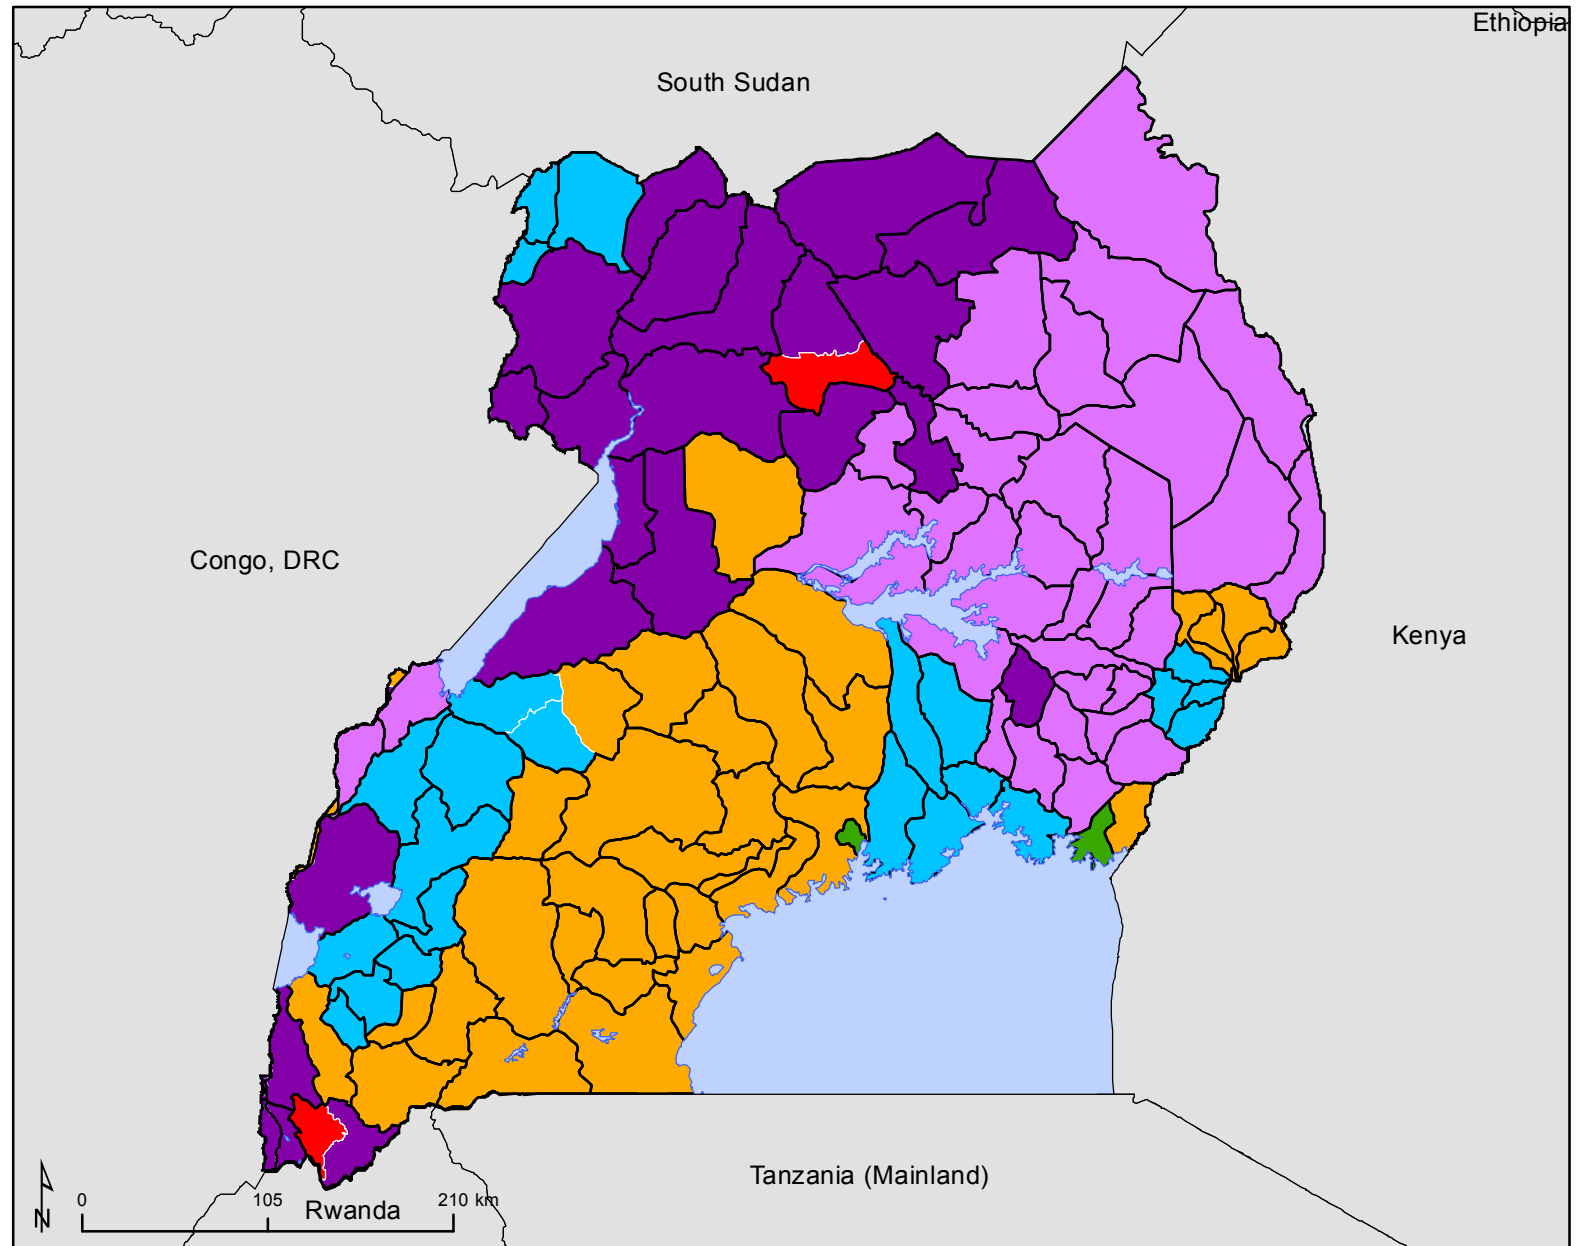 Ethiopia
South Sudan
Congo, DRC
Kenya
Tanzania (Mainland)
0 105 210 km
Rwanda
N